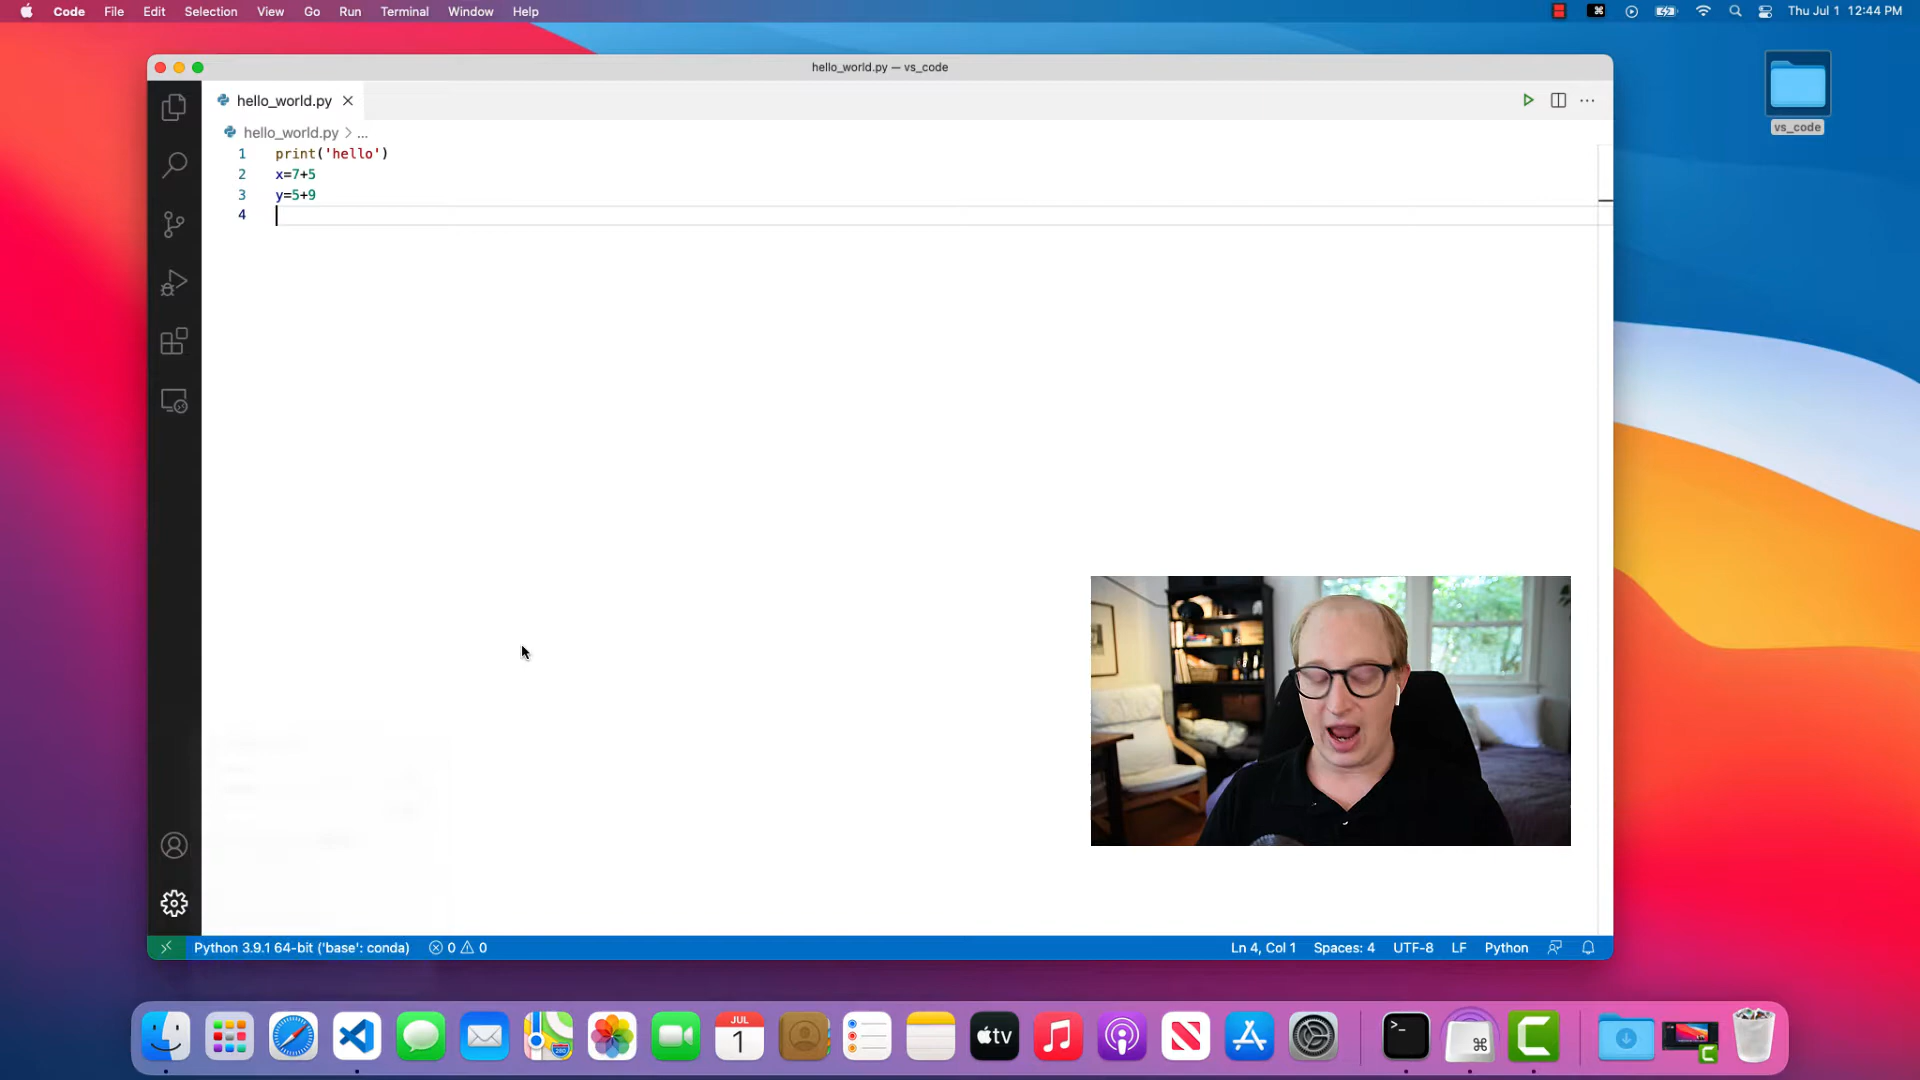 Code File Edit Selection View Go Run Terminal Window Help Thu Jul 1 12:44 PM
hello_world.py — vs_code
hello_world.py
hello_world.py > ...
1 print('hello')
2 x=7+5
3 y=5+9
4
vs_code
Python 3.9.1 64-bit ('base': conda) 0 0 Ln 4, Col 1 Spaces: 4 UTF-8 LF Python
JUL
1
tv
>_